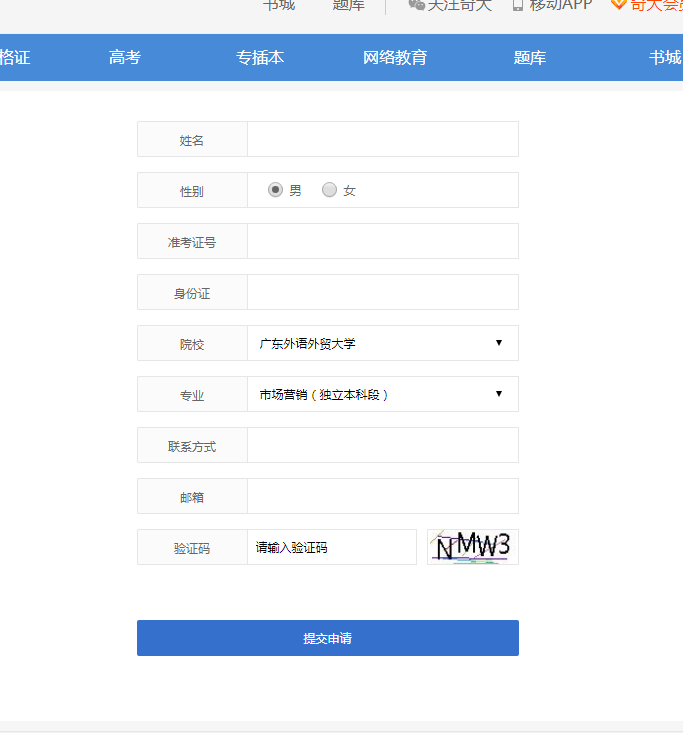 书城 题库 关注奇大 移动APP 奇大会员
格证 高考 专插本 网络教育 题库 书城
姓名
性别 男 女
准考证号
身份证
院校 广东外语外贸大学
专业 市场营销（独立本科段）
联系方式
邮箱
验证码 请输入验证码 NMW3
提交申请